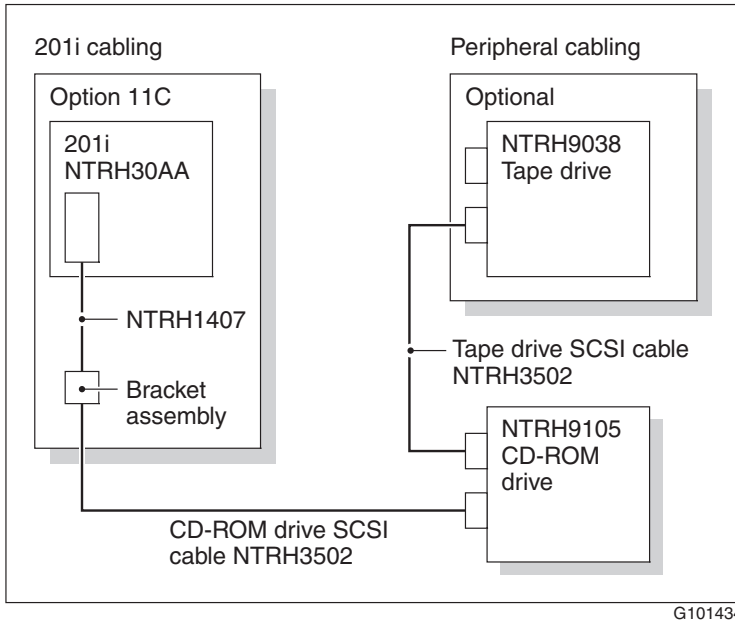 201i cabling
Option 11C
201i
NTRH30AA
NTRH1407
Bracket
assembly
CD-ROM drive SCSI
cable NTRH3502
Peripheral cabling
Optional
NTRH9038
Tape drive
Tape drive SCSI cable
NTRH3502
NTRH9105
CD-ROM
drive
G101434